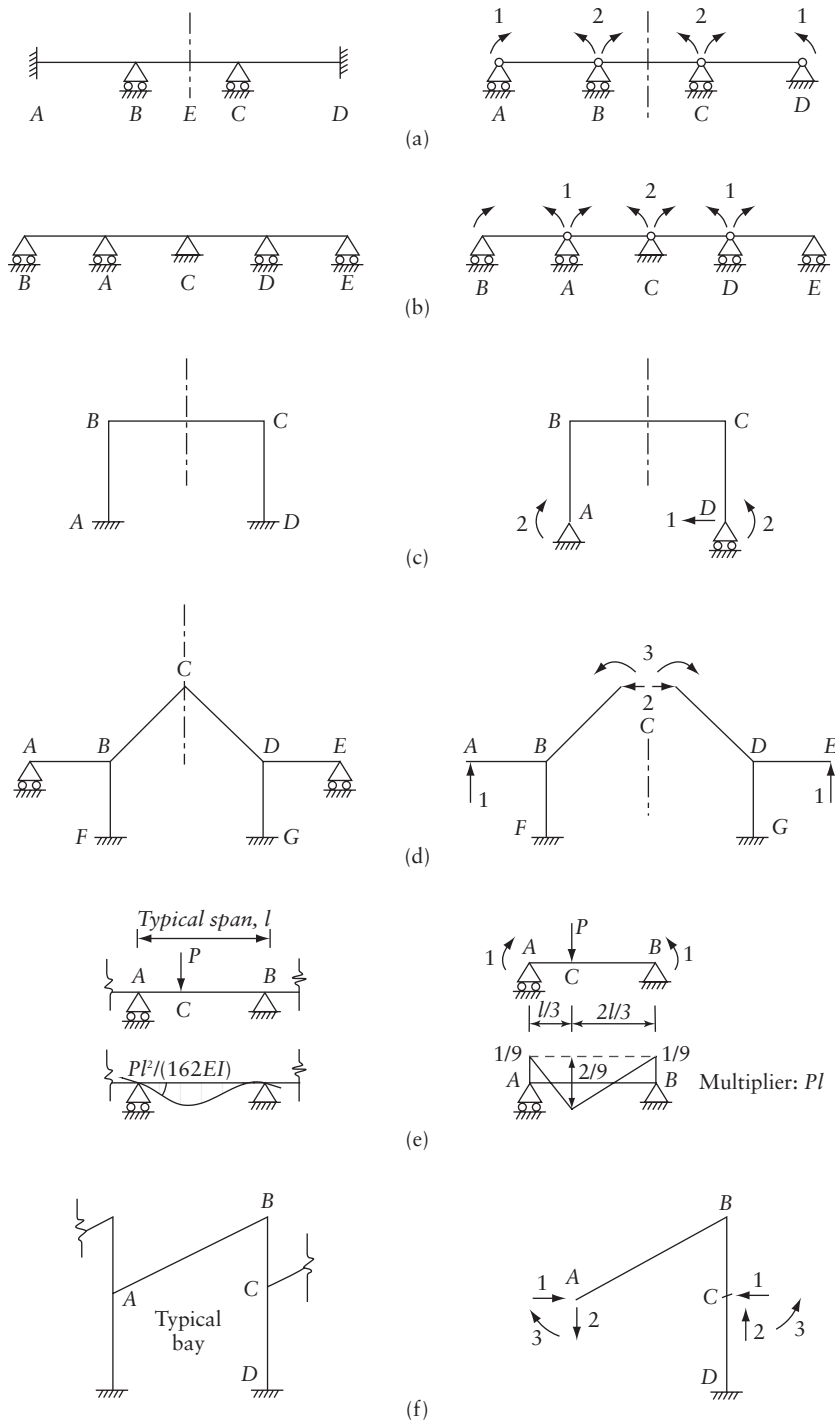 1 2 2 1
A B E C D A B C D
(a)
1 2 1
B A C D E B A C D E
(b)
B C B C
A D 2 A 1 D 2
(c)
C 3
2
C
A B D E A B D E
1 1
F G F G
(d)
Typical span, l
P P
A B 1 A B 1
C C
l/3 2l/3
Pl²/(162EI) 1/9 2/9 1/9
A B Multiplier: Pl
(e)
B B
A C 1 A C 1
Typical 3 2 2 3
bay
D D
(f)